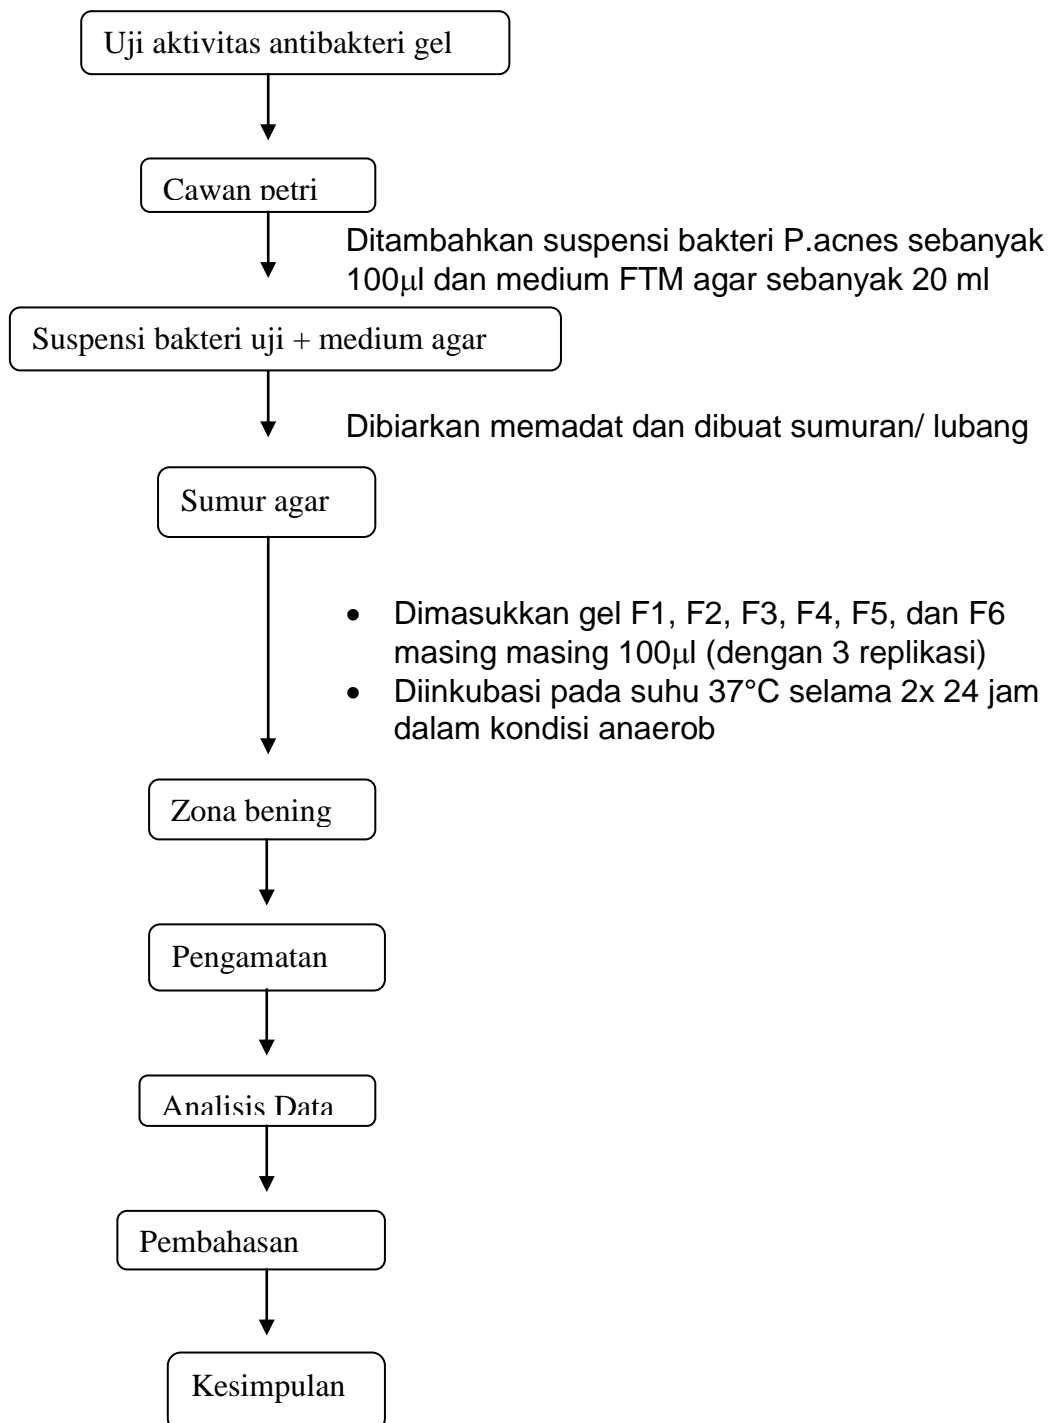 Uji aktivitas antibakteri gel
Cawan petri
Ditambahkan suspensi bakteri P.acnes sebanyak
100μl dan medium FTM agar sebanyak 20 ml
Suspensi bakteri uji + medium agar
Dibiarkan memadat dan dibuat sumuran/ lubang
Sumur agar
• Dimasukkan gel F1, F2, F3, F4, F5, dan F6
masing masing 100μl (dengan 3 replikasi)
• Diinkubasi pada suhu 37°C selama 2x 24 jam
dalam kondisi anaerob
Zona bening
Pengamatan
Analisis Data
Pembahasan
Kesimpulan